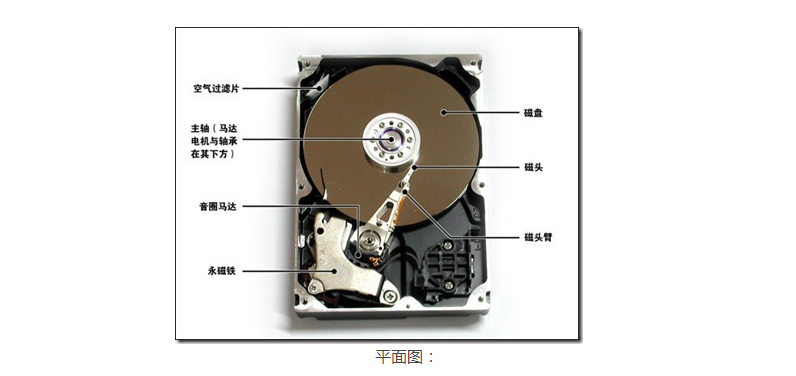 空气过滤片
磁盘
主轴（马达
电机与轴承
在其下方）
磁头
音圈马达
磁头臂
永磁铁
平面图：